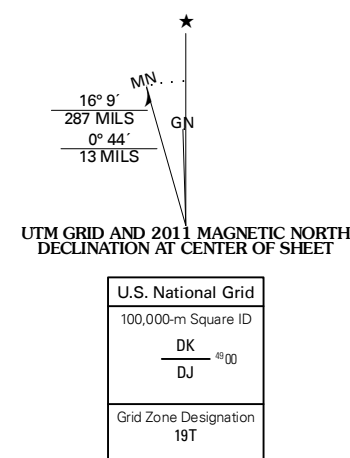 ★
MN
16° 9´
287 MILS
GN
0° 44´
13 MILS
UTM GRID AND 2011 MAGNETIC NORTH
DECLINATION AT CENTER OF SHEET
U.S. National Grid
100,000-m Square ID
DK
4900
DJ
Grid Zone Designation
19T